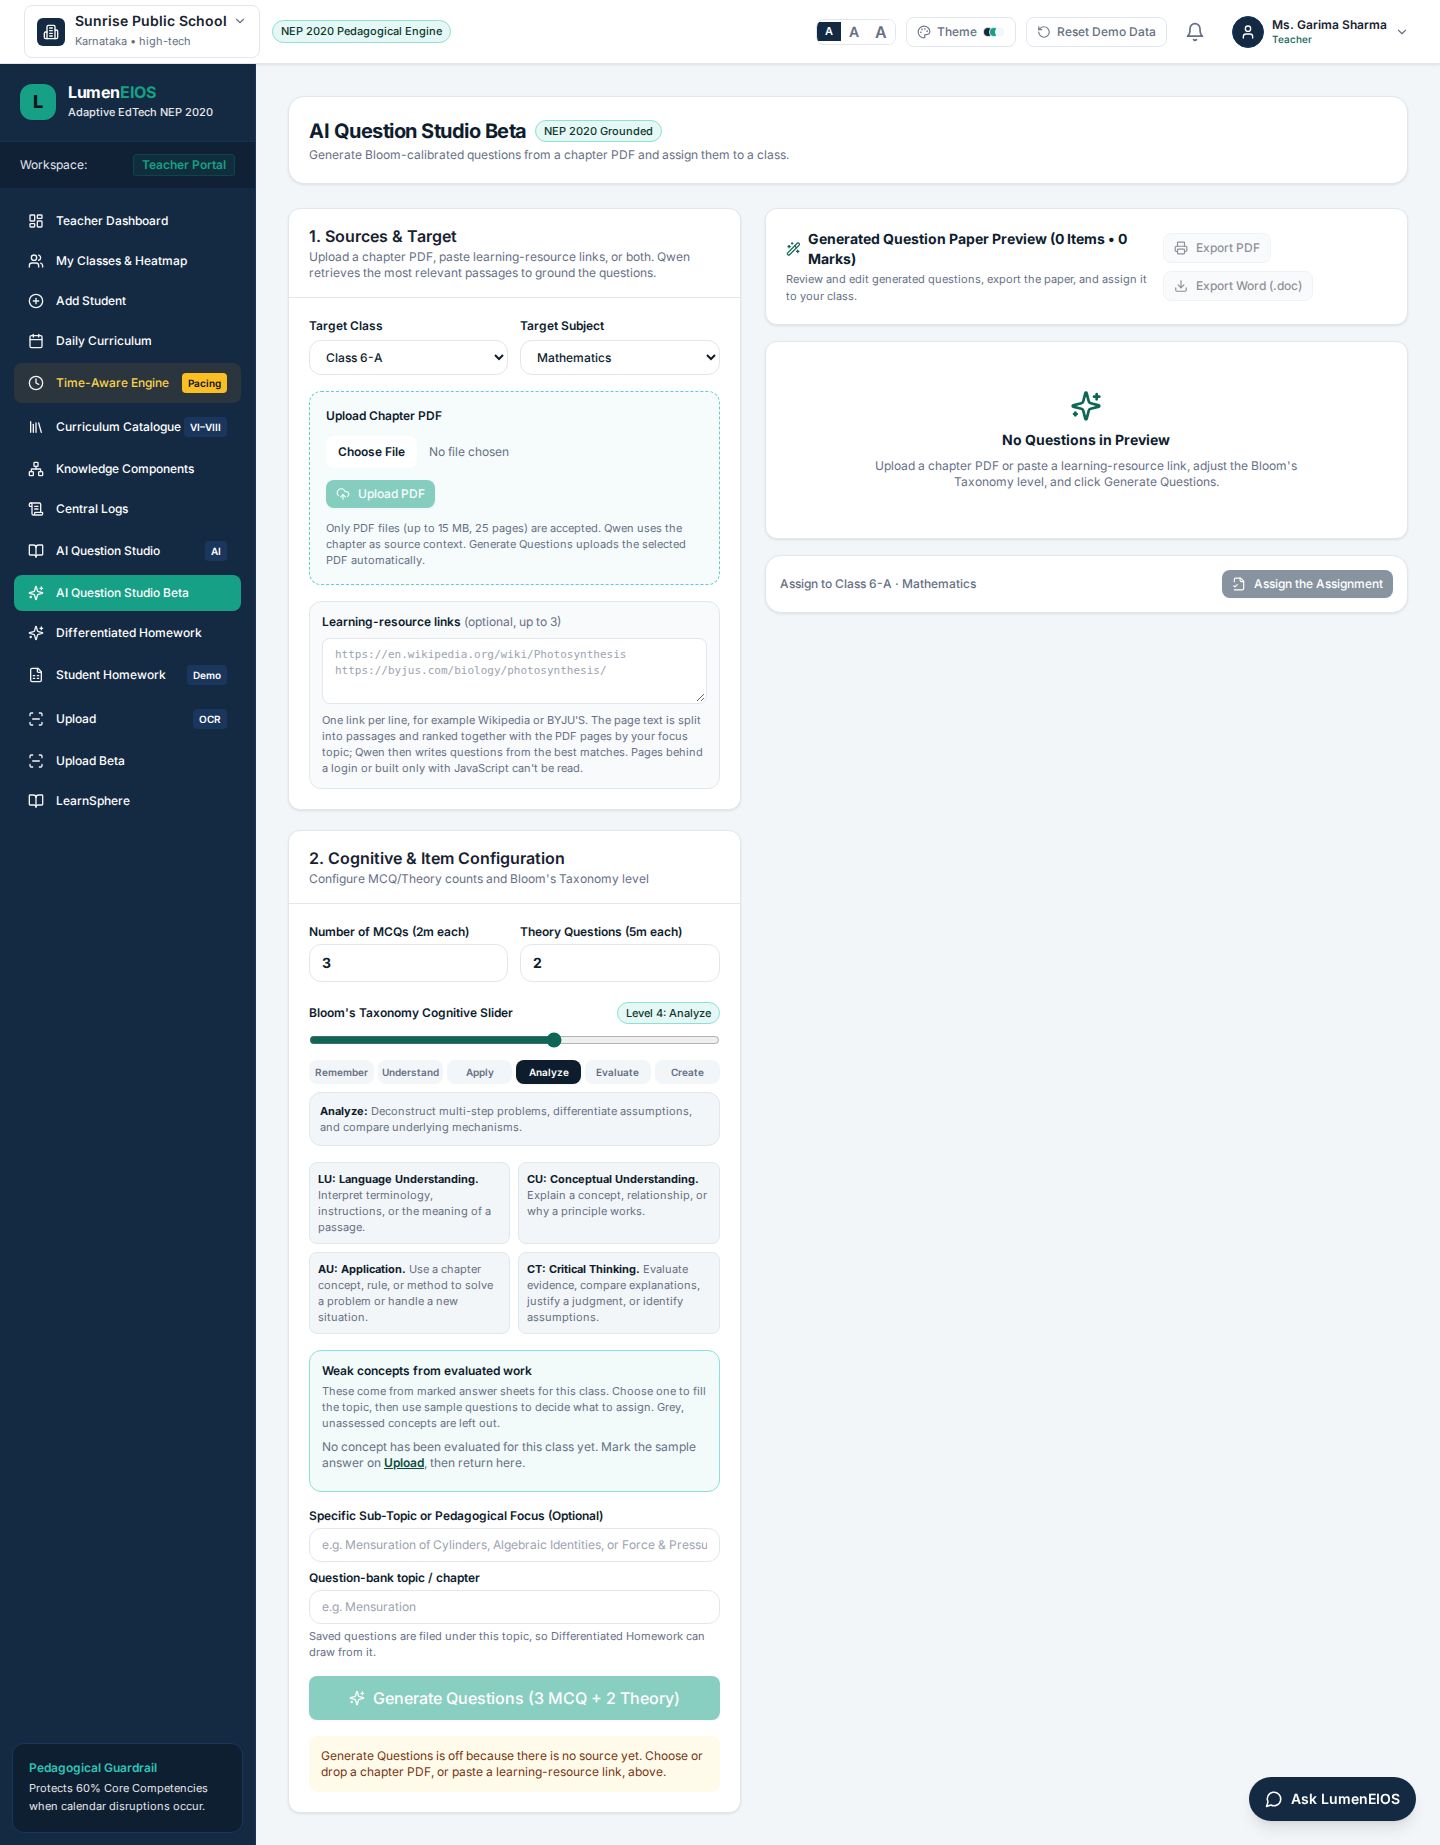 Sunrise Public School
Karnataka • high-tech
NEP 2020 Pedagogical Engine
A A A
Theme
Reset Demo Data
Ms. Garima Sharma
Teacher
L
LumenEIOS
Adaptive EdTech NEP 2020
Workspace: Teacher Portal
Teacher Dashboard
My Classes & Heatmap
Add Student
Daily Curriculum
Time-Aware Engine Pacing
Curriculum Catalogue VI–VIII
Knowledge Components
Central Logs
AI Question Studio AI
AI Question Studio Beta
Differentiated Homework
Student Homework Demo
Upload OCR
Upload Beta
LearnSphere
Pedagogical Guardrail
Protects 60% Core Competencies
when calendar disruptions occur.
AI Question Studio Beta NEP 2020 Grounded
Generate Bloom-calibrated questions from a chapter PDF and assign them to a class.
1. Sources & Target
Upload a chapter PDF, paste learning-resource links, or both. Qwen
retrieves the most relevant passages to ground the questions.
Target Class Target Subject
Class 6-A Mathematics
Upload Chapter PDF
Choose File No file chosen
Upload PDF
Only PDF files (up to 15 MB, 25 pages) are accepted. Qwen uses the
chapter as source context. Generate Questions uploads the selected
PDF automatically.
Learning-resource links (optional, up to 3)
https://en.wikipedia.org/wiki/Photosynthesis
https://byjus.com/biology/photosynthesis/
One link per line, for example Wikipedia or BYJU'S. The page text is split
into passages and ranked together with the PDF pages by your focus
topic; Qwen then writes questions from the best matches. Pages behind
a login or built only with JavaScript can't be read.
2. Cognitive & Item Configuration
Configure MCQ/Theory counts and Bloom's Taxonomy level
Number of MCQs (2m each) Theory Questions (5m each)
3 2
Bloom's Taxonomy Cognitive Slider Level 4: Analyze
Remember Understand Apply Analyze Evaluate Create
Analyze: Deconstruct multi-step problems, differentiate assumptions,
and compare underlying mechanisms.
LU: Language Understanding.
Interpret terminology,
instructions, or the meaning of a
passage.
CU: Conceptual Understanding.
Explain a concept, relationship, or
why a principle works.
AU: Application. Use a chapter
concept, rule, or method to solve
a problem or handle a new
situation.
CT: Critical Thinking. Evaluate
evidence, compare explanations,
justify a judgment, or identify
assumptions.
Weak concepts from evaluated work
These come from marked answer sheets for this class. Choose one to fill
the topic, then use sample questions to decide what to assign. Grey,
unassessed concepts are left out.
No concept has been evaluated for this class yet. Mark the sample
answer on Upload, then return here.
Specific Sub-Topic or Pedagogical Focus (Optional)
e.g. Mensuration of Cylinders, Algebraic Identities, or Force & Pressu
Question-bank topic / chapter
e.g. Mensuration
Saved questions are filed under this topic, so Differentiated Homework can
draw from it.
Generate Questions (3 MCQ + 2 Theory)
Generate Questions is off because there is no source yet. Choose or
drop a chapter PDF, or paste a learning-resource link, above.
Generated Question Paper Preview (0 Items • 0
Marks)
Review and edit generated questions, export the paper, and assign it
to your class.
Export PDF
Export Word (.doc)
No Questions in Preview
Upload a chapter PDF or paste a learning-resource link, adjust the Bloom's
Taxonomy level, and click Generate Questions.
Assign to Class 6-A · Mathematics
Assign the Assignment
Ask LumenEIOS